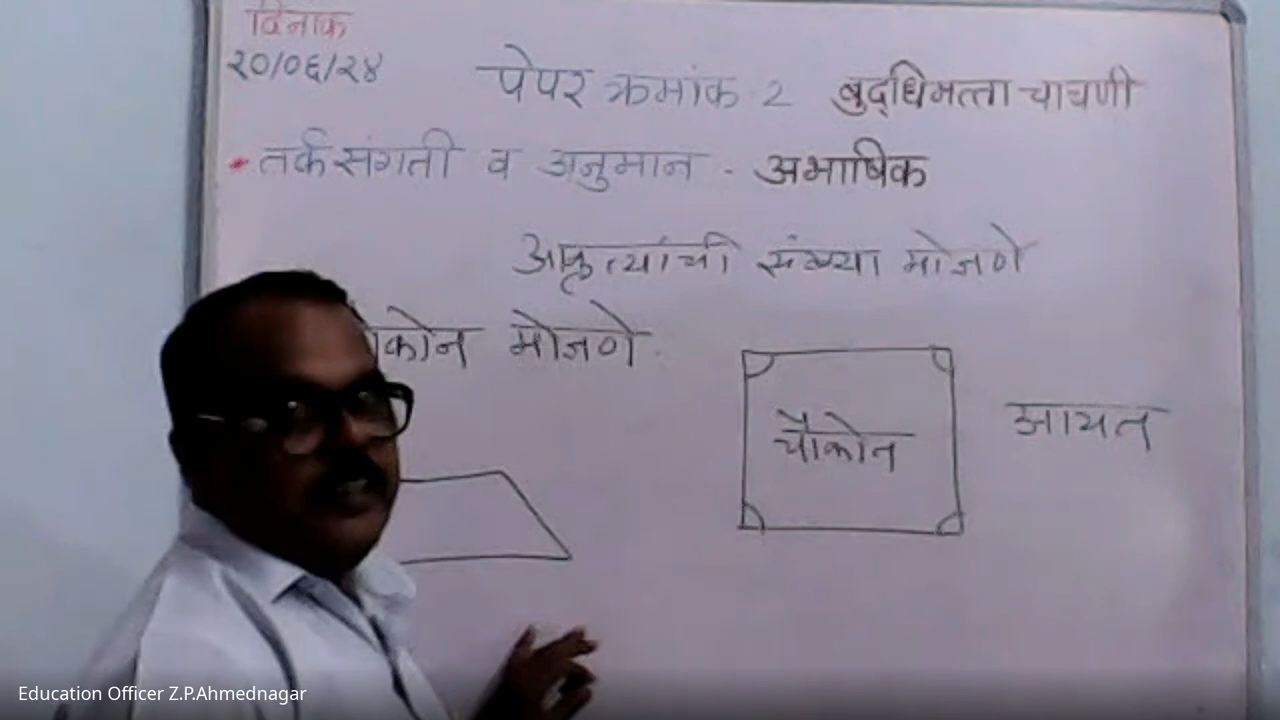 दिनांक
२०/०६/२४
पेपर क्रमांक 2 बुद्धिमत्ता चाचणी
तर्कसंगती व अनुमान - अभाषिक
आकृत्यांची संख्या मोजणे
मोजणे.
चौकोन
आयत
Education Officer Z.P.Ahmednagar